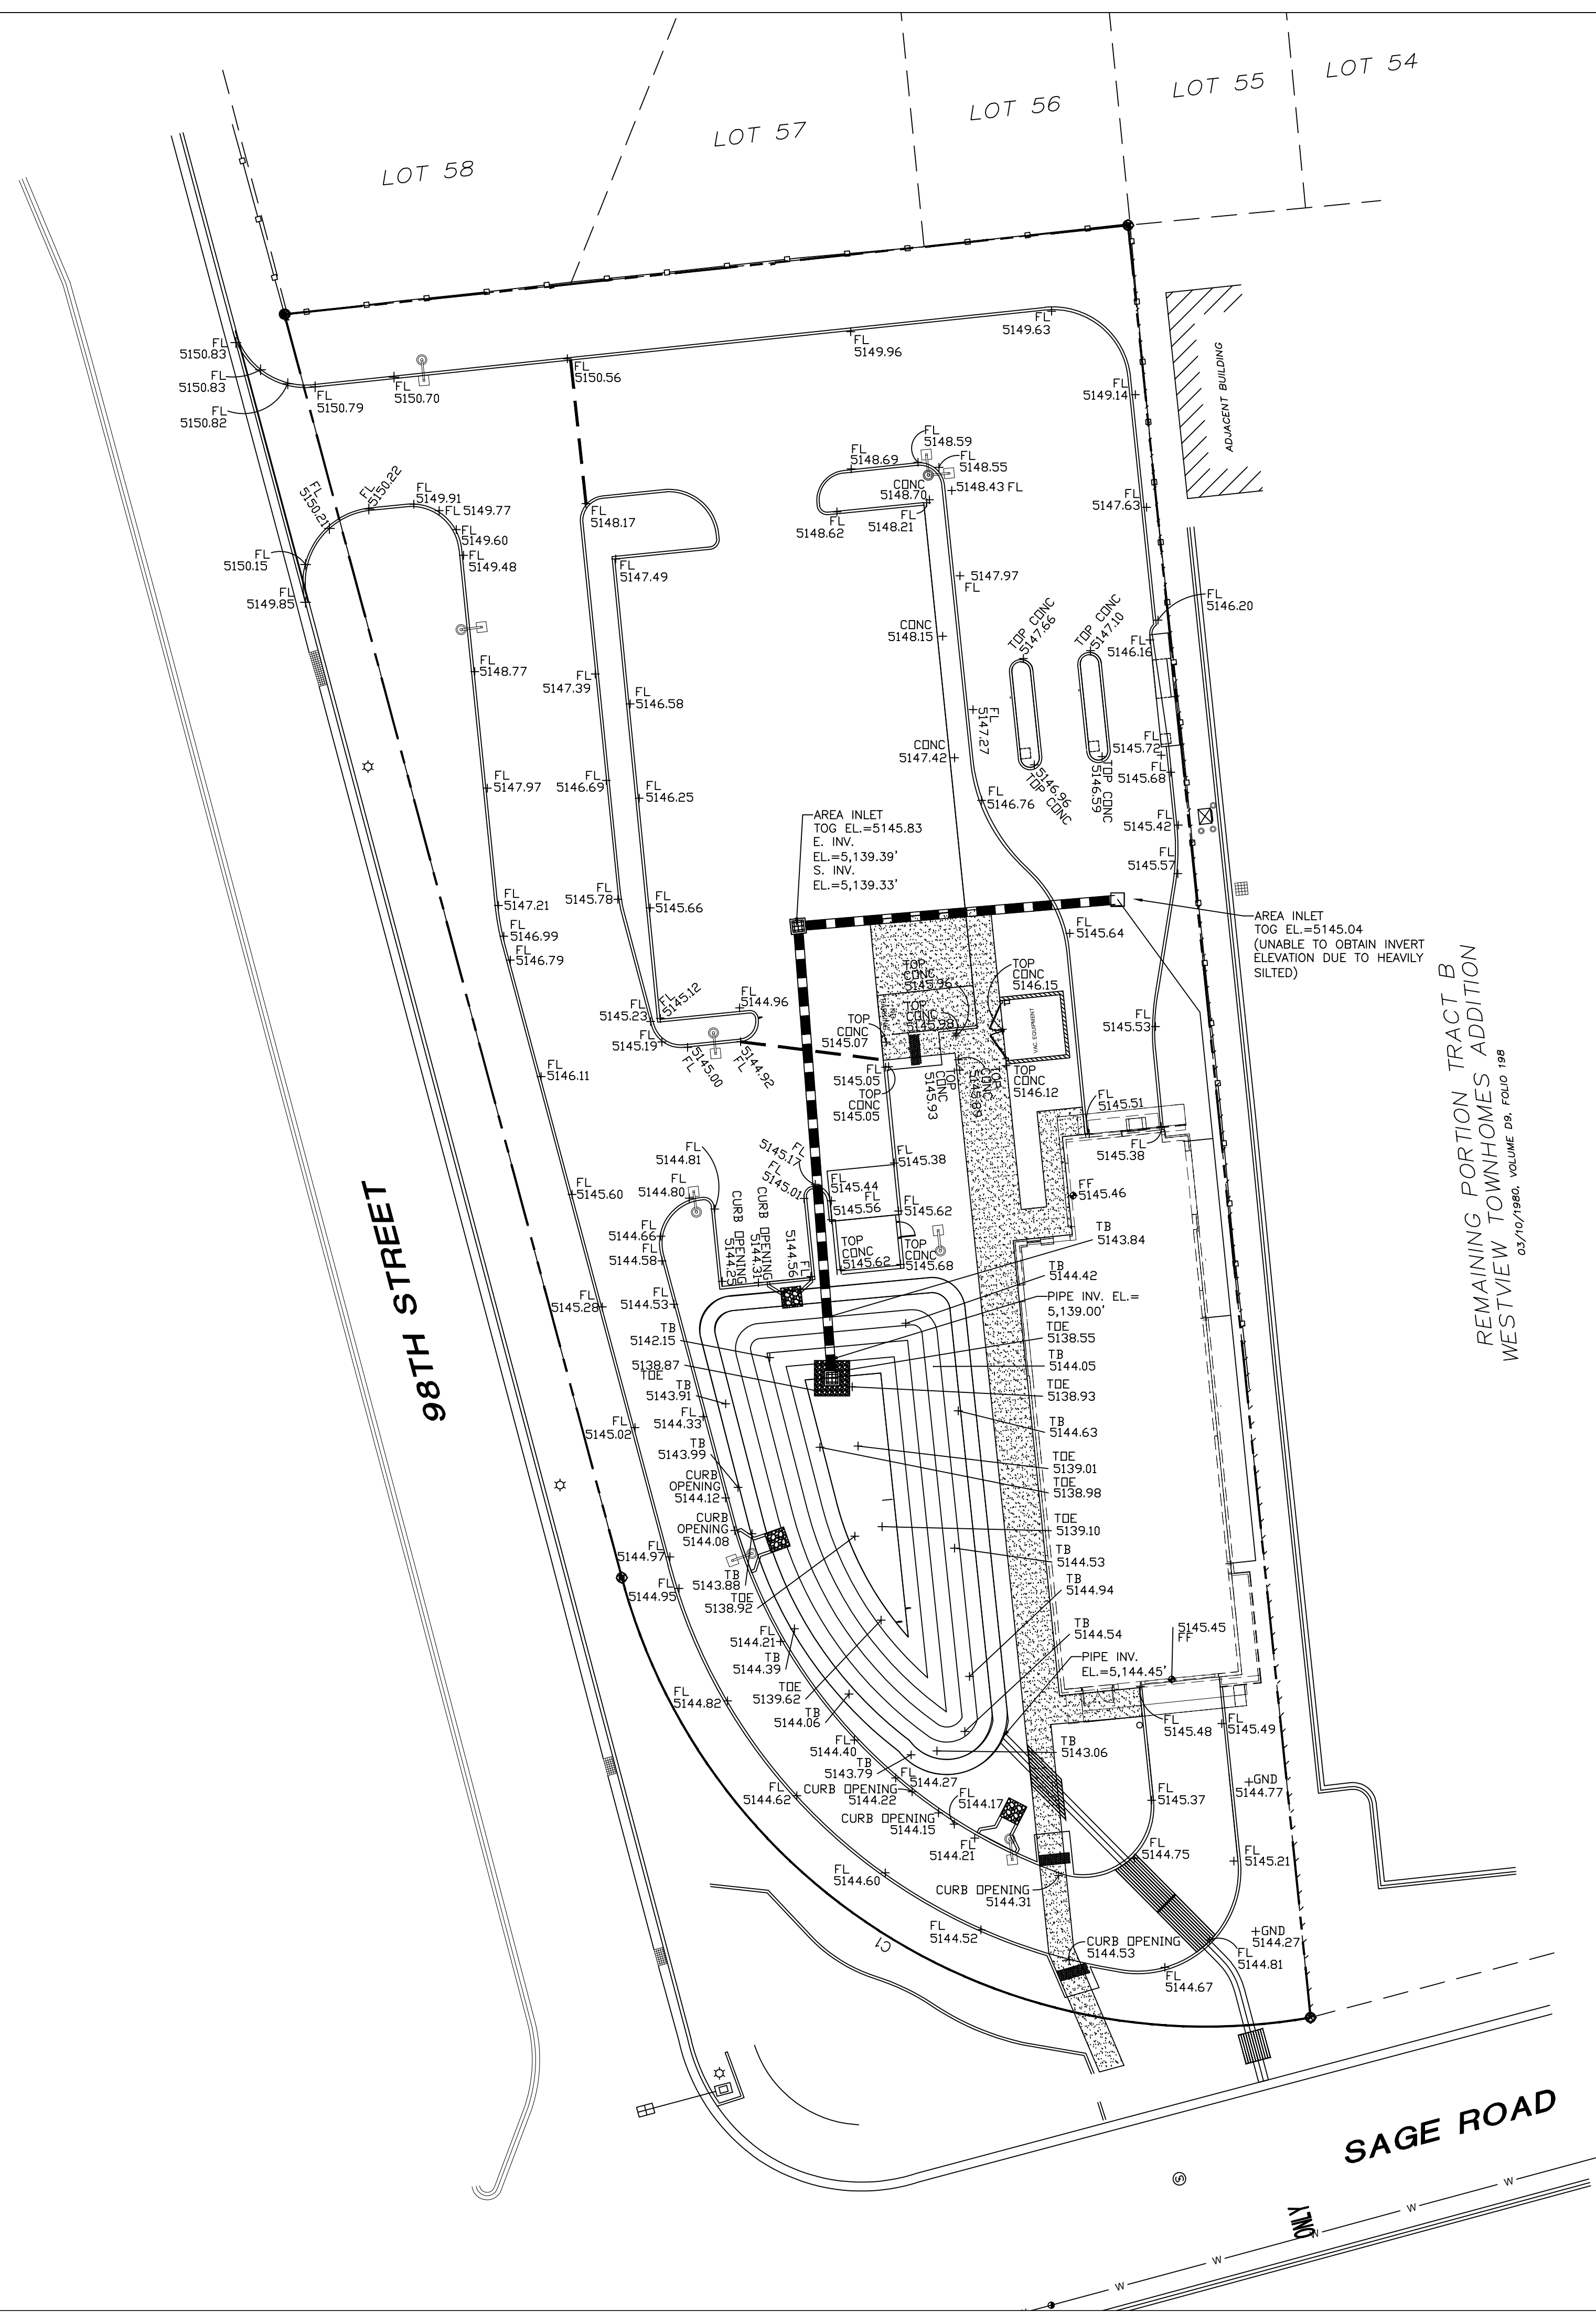 LOT 58
LOT 57
LOT 56
LOT 55
LOT 54
FL
5150.83
FL
5150.83
FL
5150.82
FL
5150.79
FL
5150.70
FL
5150.56
FL
5149.96
FL
5149.63
FL
5149.14
ADJACENT BUILDING
FL
5150.21
FL
5150.22
FL
5149.91
FL 5149.77
FL
5149.60
FL
5149.48
FL
5150.15
FL
5149.85
FL
5148.17
FL
5147.49
FL
5148.69
FL
5148.59
FL
5148.55
CONC
5148.70
5148.43 FL
FL
5148.62
FL
5148.21
FL
5147.63
5147.97
FL
CONC
5148.15
TOP CONC
5147.66
TOP CONC
5147.10
FL
5146.20
FL
5146.16
FL
5148.77
FL
5147.39
FL
5146.58
FL
5147.27
CONC
5147.42
FL
5145.72
FL
5145.68
5146.96
TOP CONC
TOP CONC
5146.59
FL
5147.97
FL
5146.69
FL
5146.25
FL
5146.76
FL
5145.42
FL
5145.57
AREA INLET
TOG EL.=5145.83
E. INV.
EL.=5,139.39'
S. INV.
EL.=5,139.33'
FL
5147.21
FL
5146.99
FL
5146.79
FL
5145.78
FL
5145.66
FL
5145.64
AREA INLET
TOG EL.=5145.04
(UNABLE TO OBTAIN INVERT
ELEVATION DUE TO HEAVILY
SILTED)
REMAINING PORTION TRACT B
WESTVIEW TOWNHOMES ADDITION
03/10/1980, VOLUME D9, FOLIO 198
TOP
CONC
5145.96
TOP
CONC
5146.15
TOP
CONC
5145.98
TOP
CONC
5145.07
VAC. EQUIPMENT
FL
5145.53
FL
5145.23
FL
5145.12
FL
5144.96
FL
5145.19
5145.00
FL
5144.92
FL
FL
5145.05
TOP
CONC
5145.05
TOP
CONC
5145.93
TOP
CONC
5145.89
TOP
CONC
5146.12
FL
5146.11
FL
5145.51
FL
5145.38
FL
5145.38
FL
5144.81
FL
5144.80
5145.17
FL
5145.01
FL
FL
5145.44
FL
5145.56
FL
5145.62
FF
5145.46
FL
5145.60
FL
5144.66
FL
5144.58
CURB OPENING
5144.25
CURB OPENING
5144.31
5144.56
FL
TOP
CONC
5145.62
TOP
CONC
5145.68
TB
5143.84
TB
5144.42
PIPE INV. EL.=
5,139.00'
98TH STREET
FL
5145.28
FL
5144.53
TB
5142.15
5138.87
TOE
TOE
5138.55
TB
5144.05
TOE
5138.93
TB
5143.91
FL
5144.33
TB
5144.63
FL
5145.02
TB
5143.99
TOE
5139.01
TOE
5138.98
CURB
OPENING
5144.12
CURB
OPENING
5144.08
TOE
5139.10
FL
5144.97
FL
5144.95
TB
5143.88
TOE
5138.92
TB
5144.53
TB
5144.94
FL
5144.21
TB
5144.39
TB
5144.54
5145.45
FF
PIPE INV.
EL.=5,144.45'
FL
5144.82
TOE
5139.62
TB
5144.06
FL
5145.48
FL
5145.49
FL
5144.40
TB
5143.79
TB
5143.06
FL
5144.62
FL
5144.27
CURB OPENING
5144.22
FL
5144.17
CURB OPENING
5144.15
FL
5145.37
GND
5144.77
FL
5144.21
FL
5144.75
FL
5145.21
FL
5144.60
CURB OPENING
5144.31
C1
FL
5144.52
CURB OPENING
5144.53
GND
5144.27
FL
5144.81
FL
5144.67
SAGE ROAD
S
ONLY
W
W
W
W